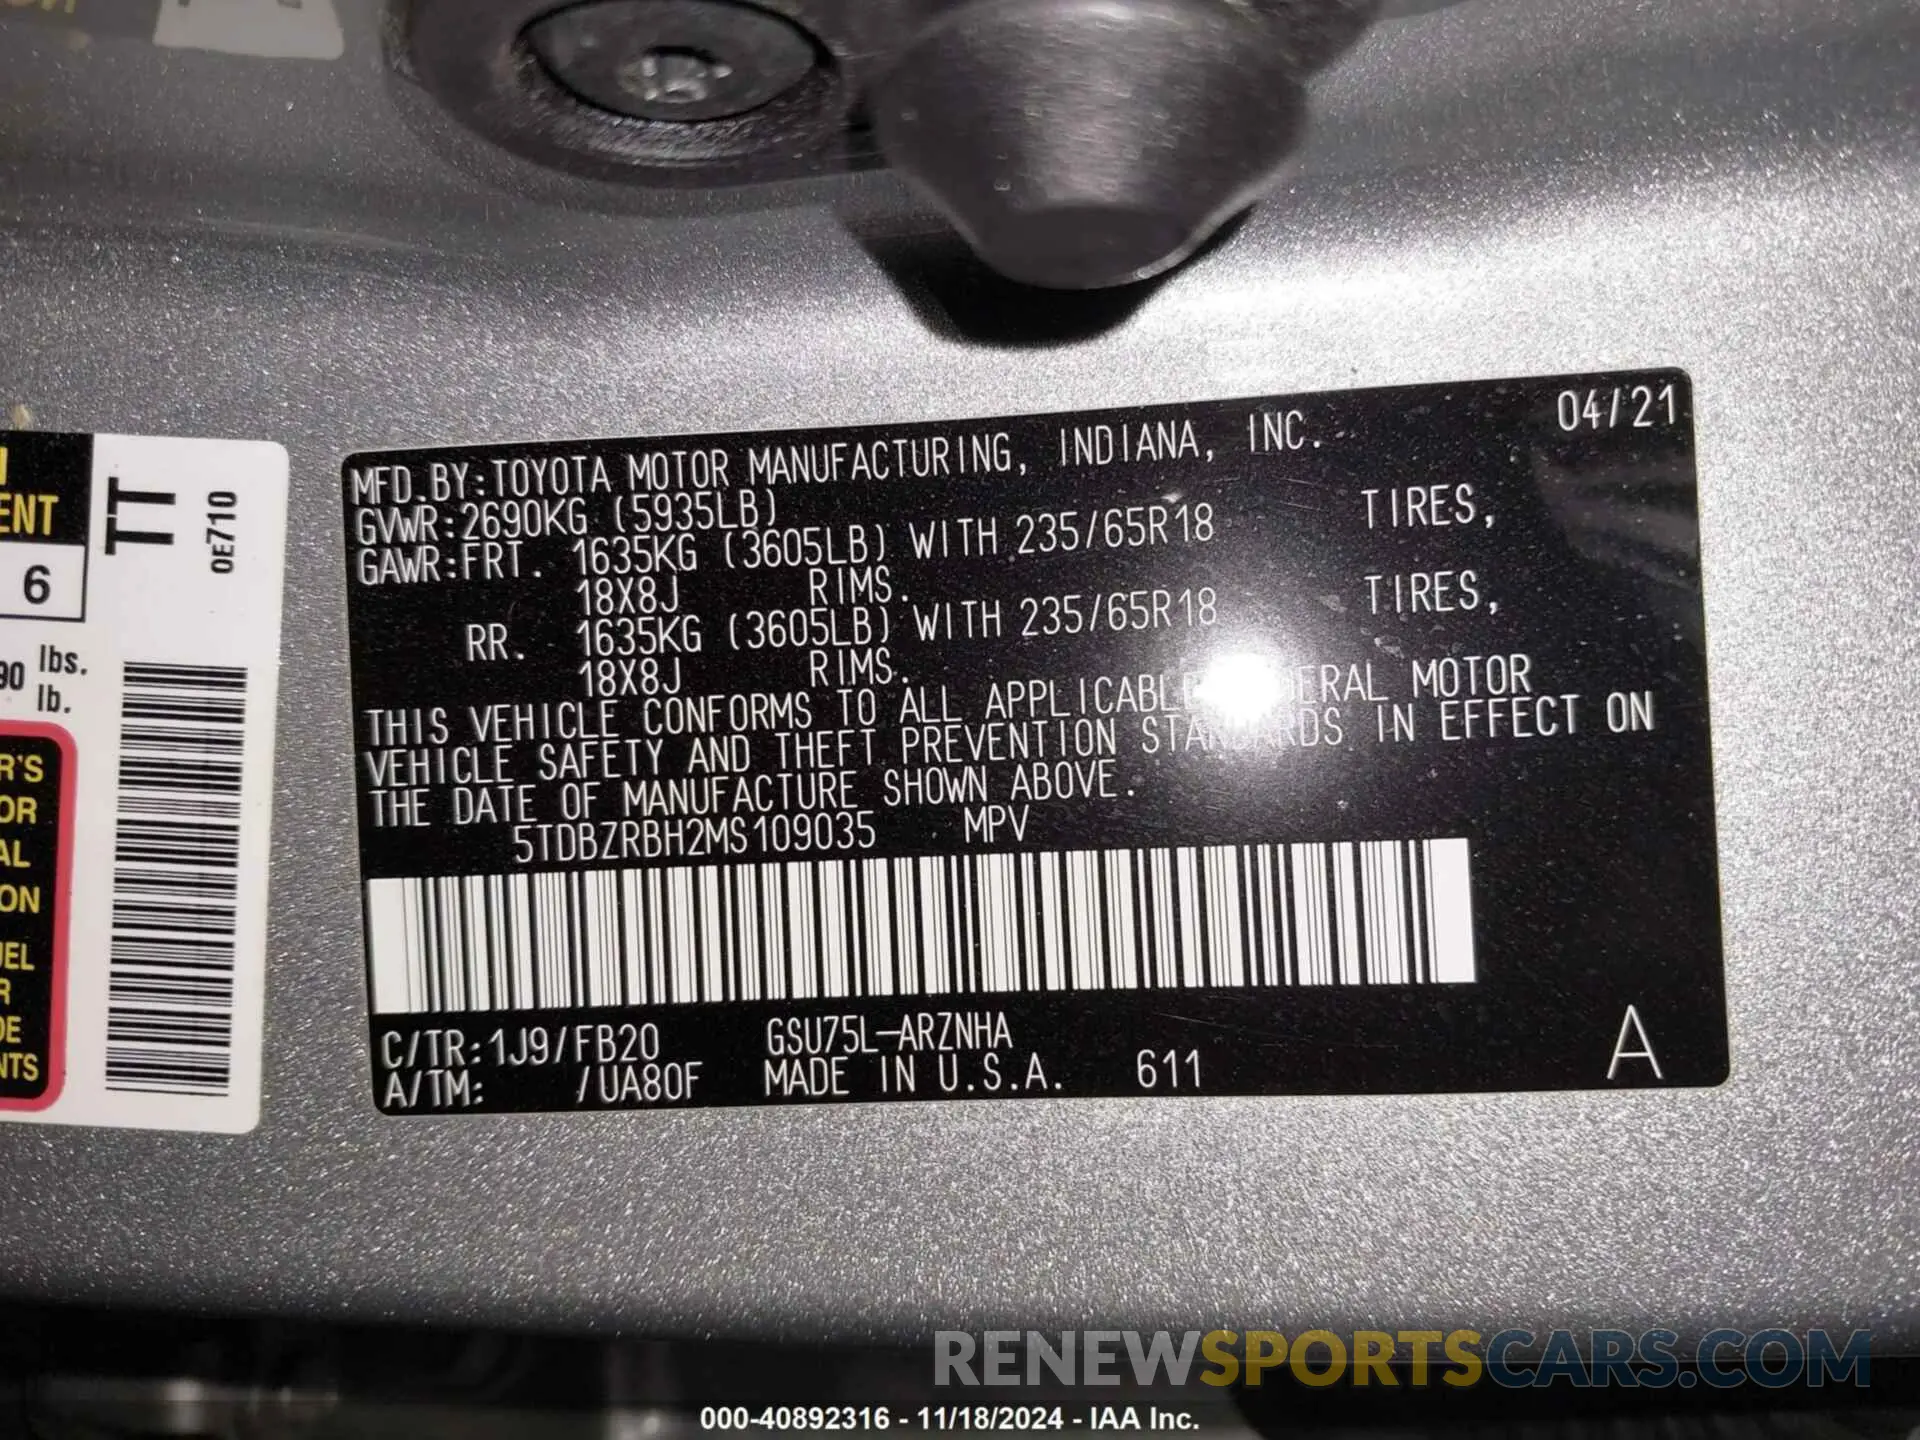 MFD.BY:TOYOTA MOTOR MANUFACTURING, INDIANA, INC. 04/21
GVWR:2690KG (5935LB)
GAWR:FRT. 1635KG (3605LB) WITH 235/65R18 TIRES,
18X8J RIMS.
RR. 1635KG (3605LB) WITH 235/65R18 TIRES,
18X8J RIMS.
THIS VEHICLE CONFORMS TO ALL APPLICABLE MOTOR
VEHICLE SAFETY AND THEFT PREVENTION STANDARDS IN EFFECT ON
THE DATE OF MANUFACTURE SHOWN ABOVE.
5TDBZRBH2MS109035 MPV
C/TR:1J9/FB20 GSU75L-ARZNHA
A/TM: /UA80F MADE IN U.S.A. 611 A
TT
0E710
6
lbs.
lb.
RENEWSPORTSCARS.COM
000-40892316 - 11/18/2024 - IAA Inc.